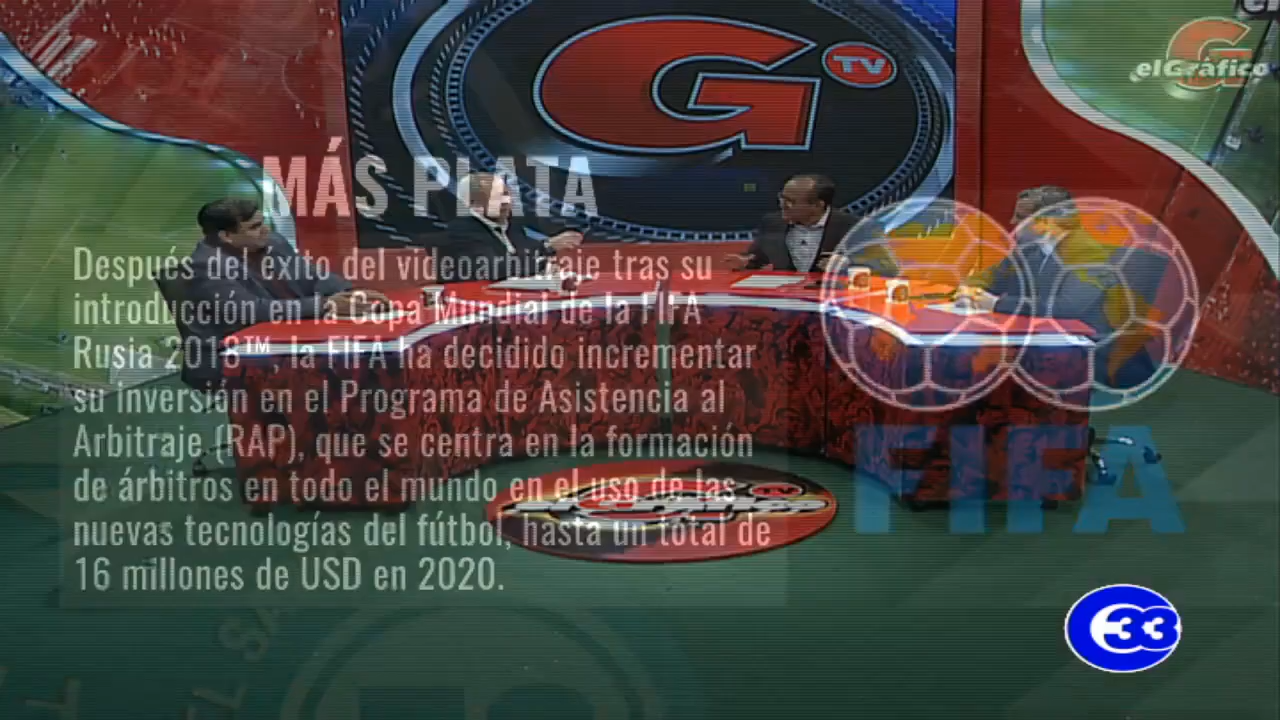 G TV
G
elGráfico
MÁS PLATA
Después del éxito del videoarbitraje tras su
introducción en la Copa Mundial de la FIFA
Rusia 2018™, la FIFA ha decidido incrementar
su inversión en el Programa de Asistencia al
Arbitraje (RAP), que se centra en la formación
de árbitros en todo el mundo en el uso de las
nuevas tecnologías del fútbol, hasta un total de
16 millones de USD en 2020.
FIFA
TV
33